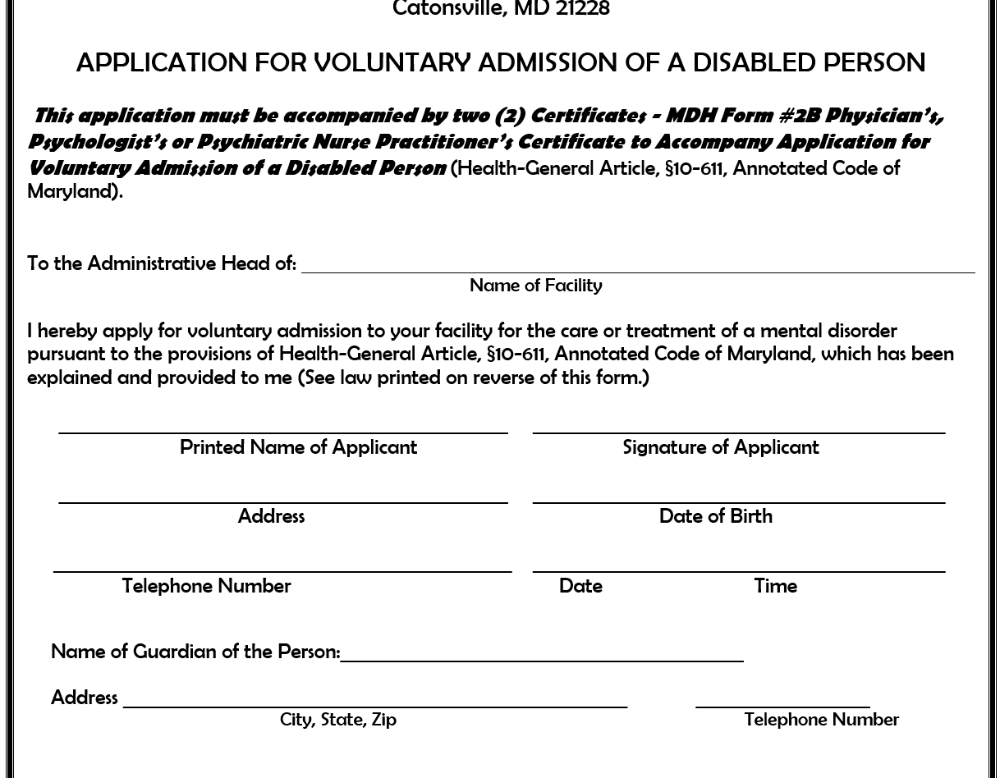 Catonsville, MD 21228
APPLICATION FOR VOLUNTARY ADMISSION OF A DISABLED PERSON
This application must be accompanied by two (2) Certificates - MDH Form #2B Physician's,
Psychologist's or Psychiatric Nurse Practitioner's Certificate to Accompany Application for
Voluntary Admission of a Disabled Person (Health-General Article, §10-611, Annotated Code of
Maryland).
To the Administrative Head of:
Name of Facility
I hereby apply for voluntary admission to your facility for the care or treatment of a mental disorder
pursuant to the provisions of Health-General Article, §10-611, Annotated Code of Maryland, which has been
explained and provided to me (See law printed on reverse of this form.)
Printed Name of Applicant Signature of Applicant
Address Date of Birth
Telephone Number Date Time
Name of Guardian of the Person:
Address
City, State, Zip Telephone Number